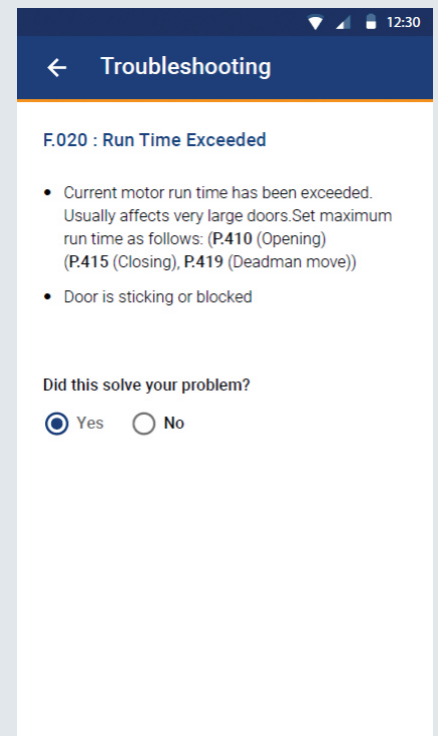 12:30
Troubleshooting
F.020 : Run Time Exceeded
Current motor run time has been exceeded.
Usually affects very large doors.Set maximum
run time as follows: (P.410 (Opening)
(P.415 (Closing), P.419 (Deadman move))
Door is sticking or blocked
Did this solve your problem?
Yes No